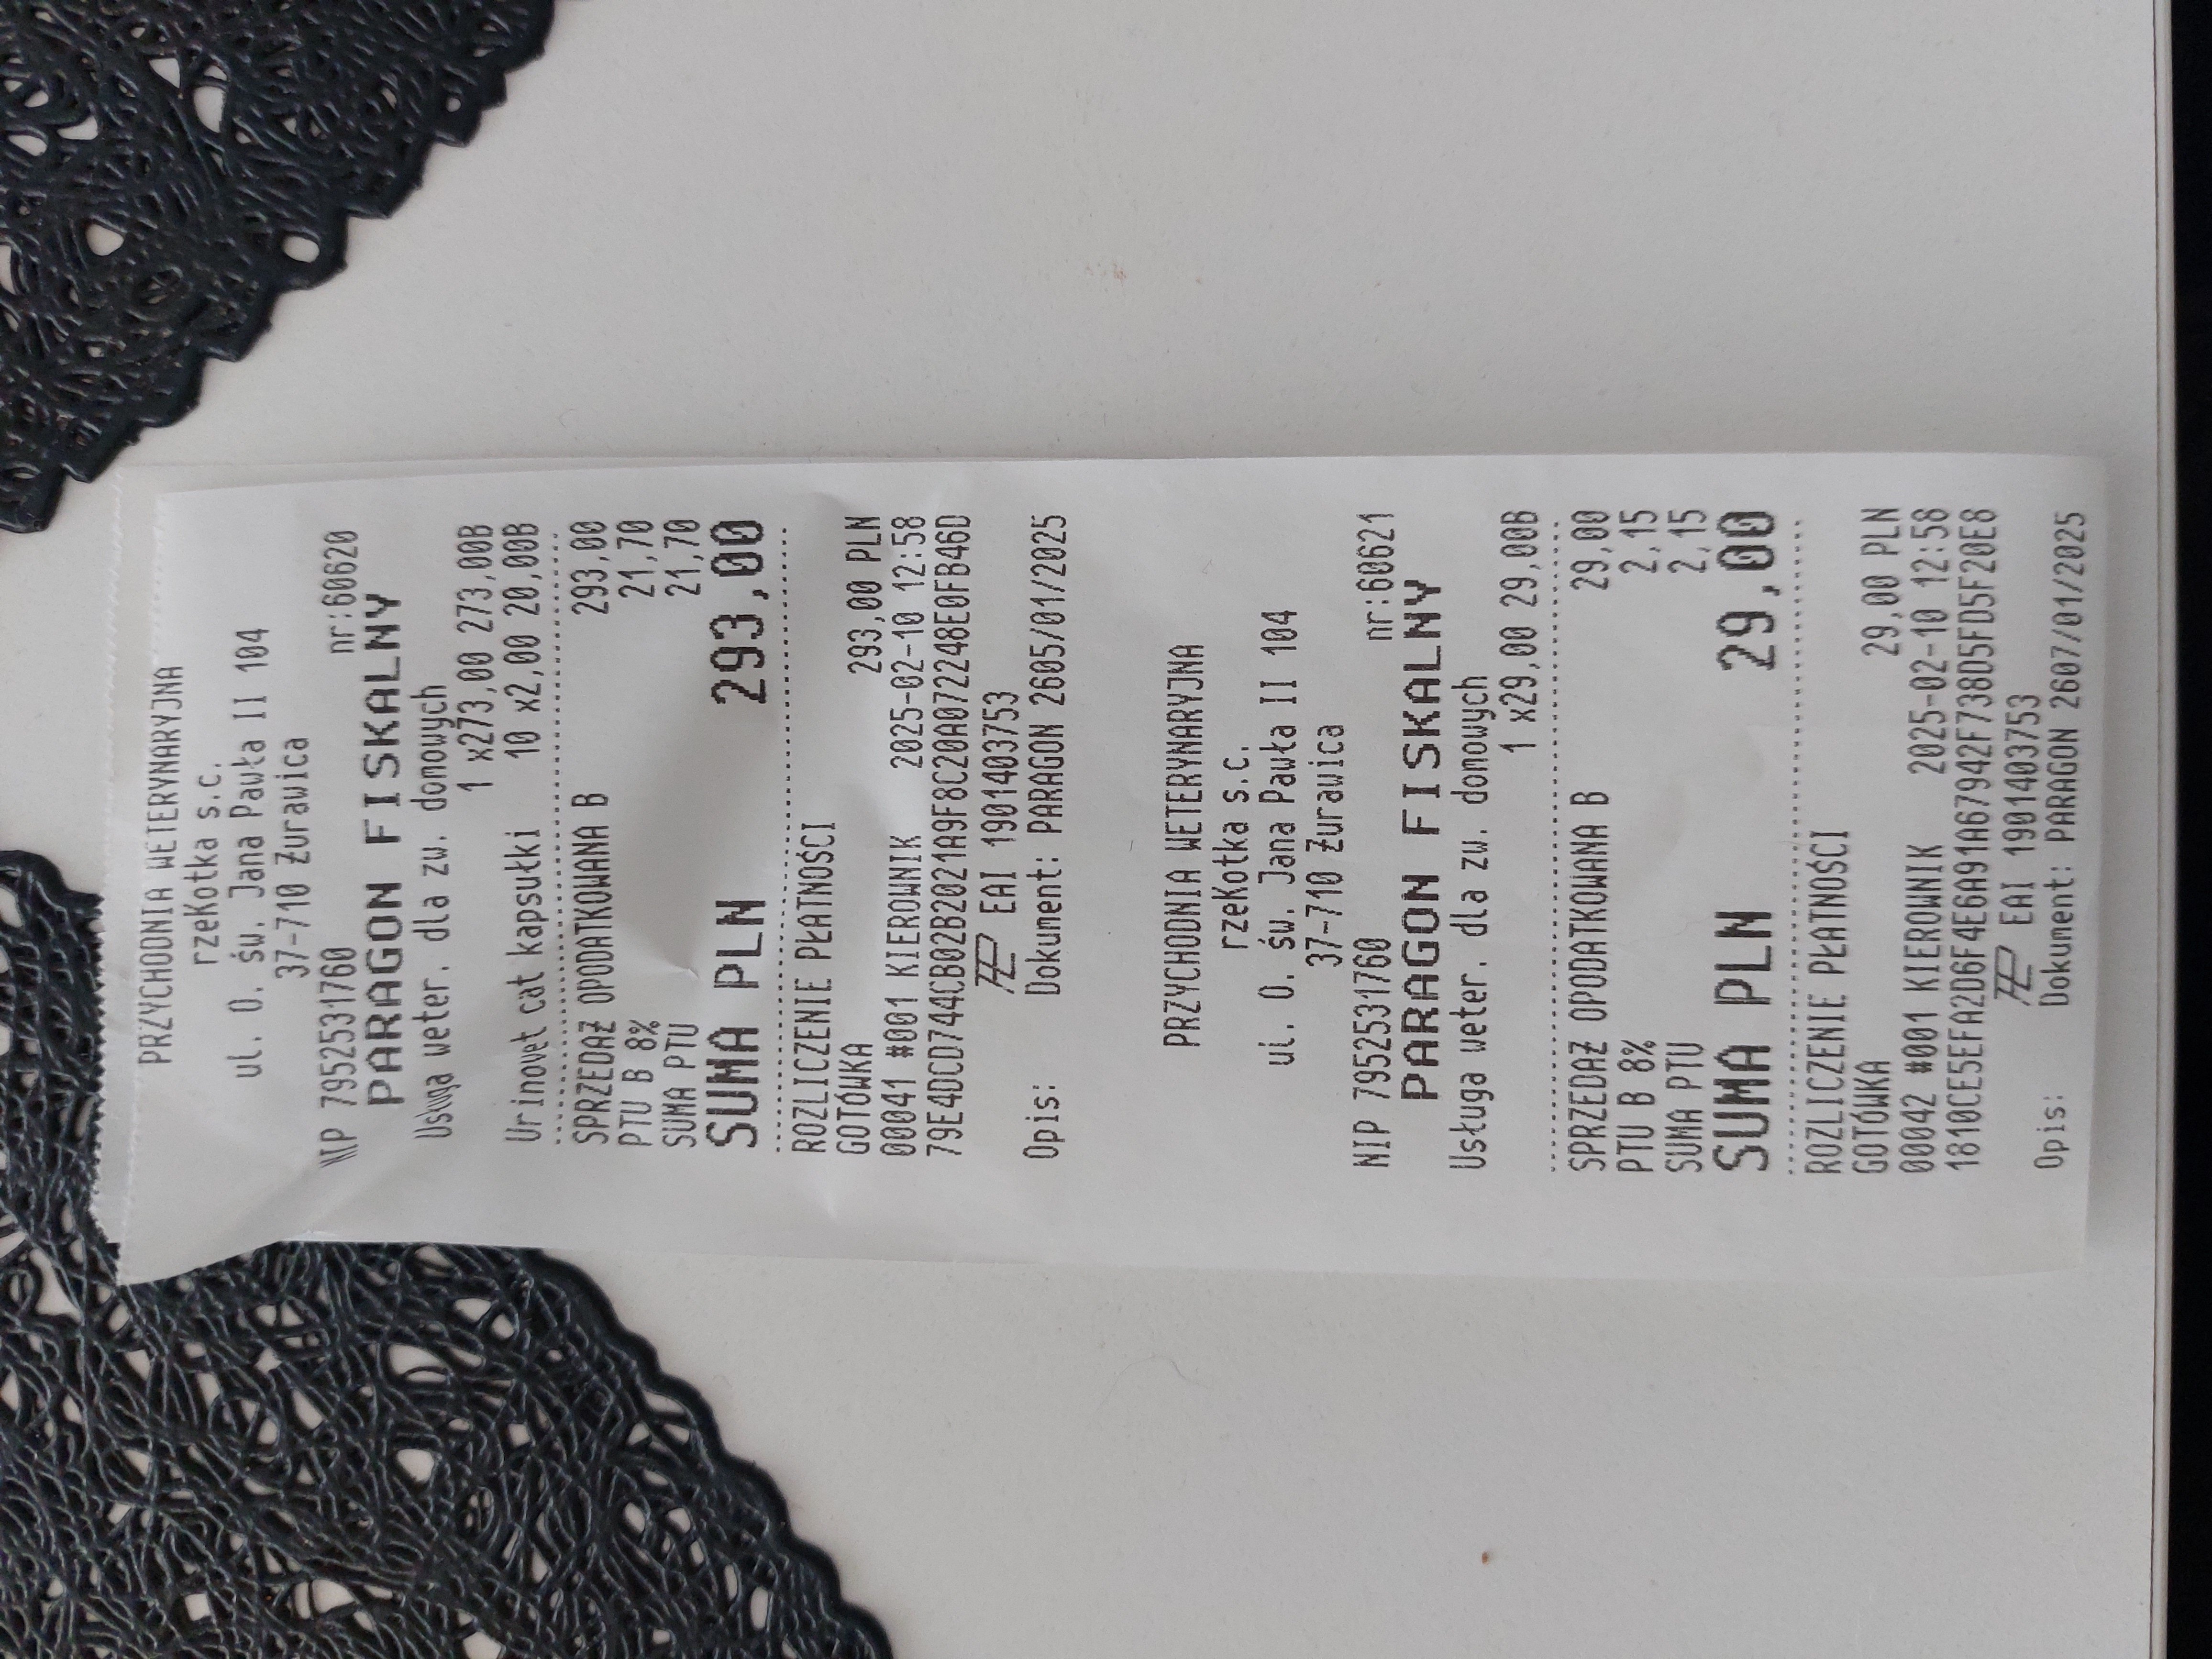 PRZYCHODNIA WETERYNARYJNA
rzeKotka s.c.
ul. O. św. Jana Pawła II 104
37-710 Żurawica
NIP 7952531760 nr:60620
PARAGON FISKALNY
Usługa weter. dla zw. domowych
1 x273,00 273,00B
Urinovet cat kapsułki 10 x2,00 20,00B
SPRZEDAŻ OPODATKOWANA B 293,00
PTU B 8% 21,70
SUMA PTU 21,70
SUMA PLN 293,00
ROZLICZENIE PŁATNOŚCI
GOTÓWKA 293,00 PLN
00041 #001 KIEROWNIK 2025-02-10 12:58
79E4DCD744CB02B2021A9F8C20A072248E0FB46D
EAI 1901403753
Opis: Dokument: PARAGON 2605/01/2025
PRZYCHODNIA WETERYNARYJNA
rzeKotka s.c.
ul. O. św. Jana Pawła II 104
37-710 Żurawica
NIP 7952531760 nr:60621
PARAGON FISKALNY
Usługa weter. dla zw. domowych
1 x29,00 29,00B
SPRZEDAŻ OPODATKOWANA B 29,00
PTU B 8% 2,15
SUMA PTU 2,15
SUMA PLN 29,00
ROZLICZENIE PŁATNOŚCI
GOTÓWKA 29,00 PLN
00042 #001 KIEROWNIK 2025-02-10 12:58
1810CE5EFA2D6F4E6A91A67942F738D5FD5F20E8
EAI 1901403753
Opis: Dokument: PARAGON 2607/01/2025